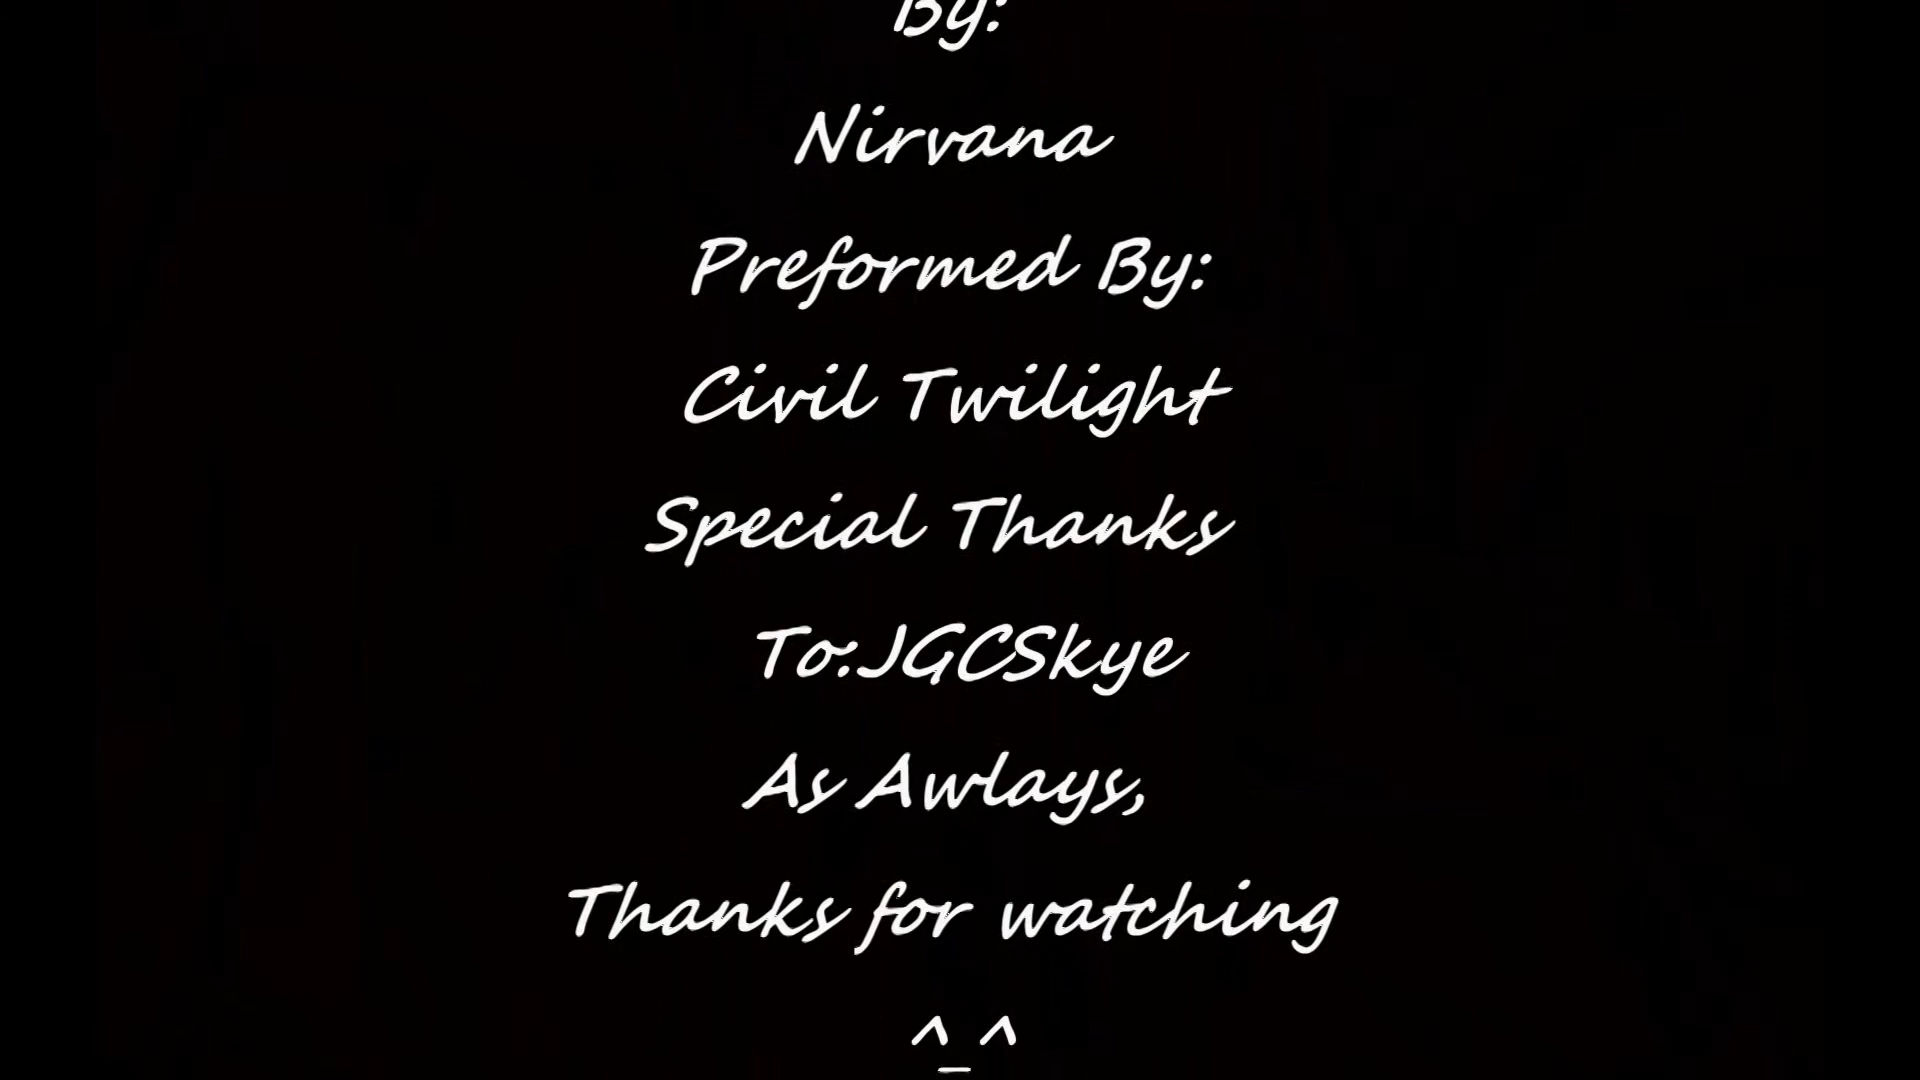 By:
Nirvana
Preformed By:
Civil Twilight
Special Thanks
To:JGCSkye
As Awlays,
Thanks for watching
^_^